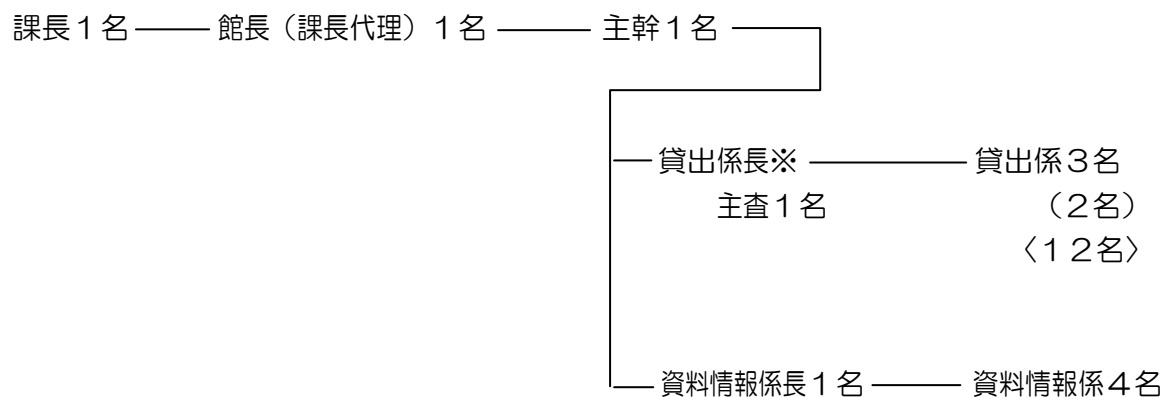 課長１名 館長（課長代理）１名 主幹１名
貸出係長※ 貸出係３名
主査１名 （２名）
〈１２名〉
資料情報係長１名 資料情報係４名